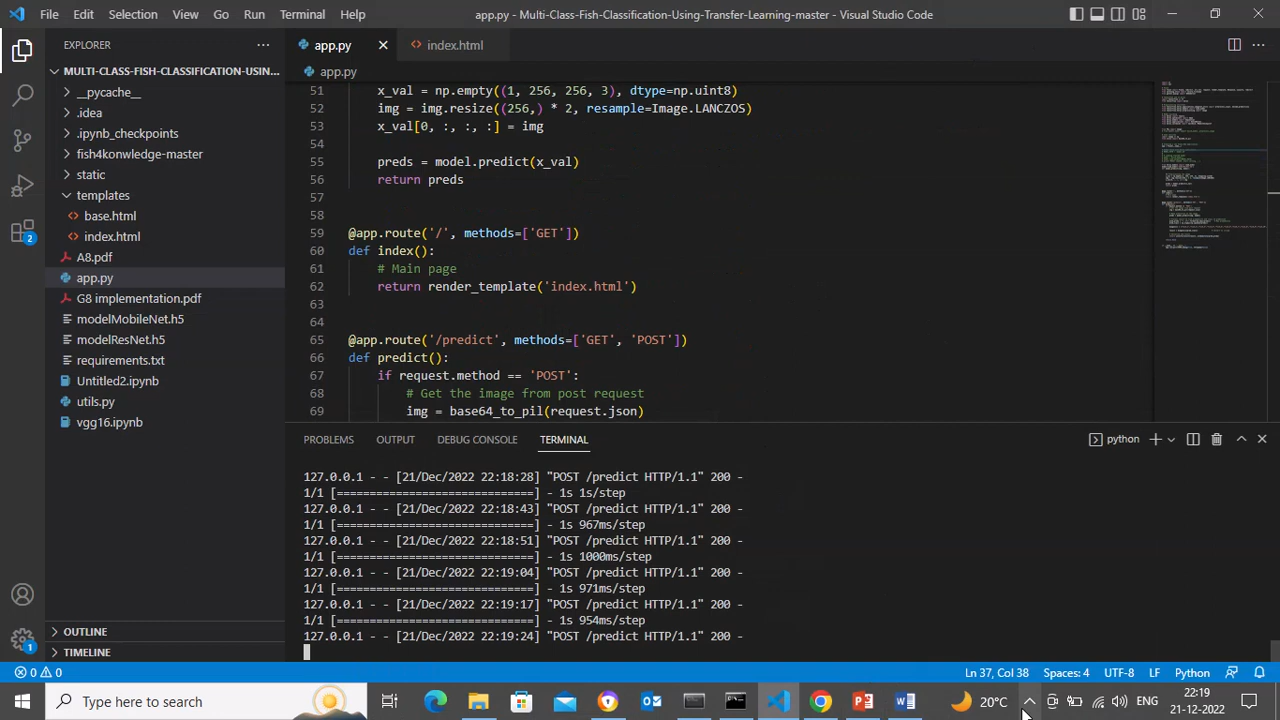 File Edit Selection View Go Run Terminal Help
app.py - Multi-Class-Fish-Classification-Using-Transfer-Learning-master - Visual Studio Code
EXPLORER
app.py
index.html
MULTI-CLASS-FISH-CLASSIFICATION-USIN...
app.py
__pycache__
.idea
.ipynb_checkpoints
fish4konwledge-master
static
templates
base.html
index.html
A8.pdf
app.py
G8 implementation.pdf
modelMobileNet.h5
modelResNet.h5
requirements.txt
Untitled2.ipynb
utils.py
vgg16.ipynb
OUTLINE
TIMELINE
51 x_val = np.empty((1, 256, 256, 3), dtype=np.uint8)
52 img = img.resize((256,) * 2, resample=Image.LANCZOS)
53 x_val[0, :, :, :] = img
54
55 preds = model.predict(x_val)
56 return preds
57
58
59 @app.route('/', methods=['GET'])
60 def index():
61 # Main page
62 return render_template('index.html')
63
64
65 @app.route('/predict', methods=['GET', 'POST'])
66 def predict():
67 if request.method == 'POST':
68 # Get the image from post request
69 img = base64_to_pil(request.json)
PROBLEMS OUTPUT DEBUG CONSOLE TERMINAL
python
127.0.0.1 - - [21/Dec/2022 22:18:28] "POST /predict HTTP/1.1" 200 -
1/1 [==============================] - 1s 1s/step
127.0.0.1 - - [21/Dec/2022 22:18:43] "POST /predict HTTP/1.1" 200 -
1/1 [==============================] - 1s 967ms/step
127.0.0.1 - - [21/Dec/2022 22:18:51] "POST /predict HTTP/1.1" 200 -
1/1 [==============================] - 1s 1000ms/step
127.0.0.1 - - [21/Dec/2022 22:19:04] "POST /predict HTTP/1.1" 200 -
1/1 [==============================] - 1s 971ms/step
127.0.0.1 - - [21/Dec/2022 22:19:17] "POST /predict HTTP/1.1" 200 -
1/1 [==============================] - 1s 954ms/step
127.0.0.1 - - [21/Dec/2022 22:19:24] "POST /predict HTTP/1.1" 200 -
2
1
0 0
Ln 37, Col 38 Spaces: 4 UTF-8 LF Python
Type here to search
20°C
ENG
22:19
21-12-2022